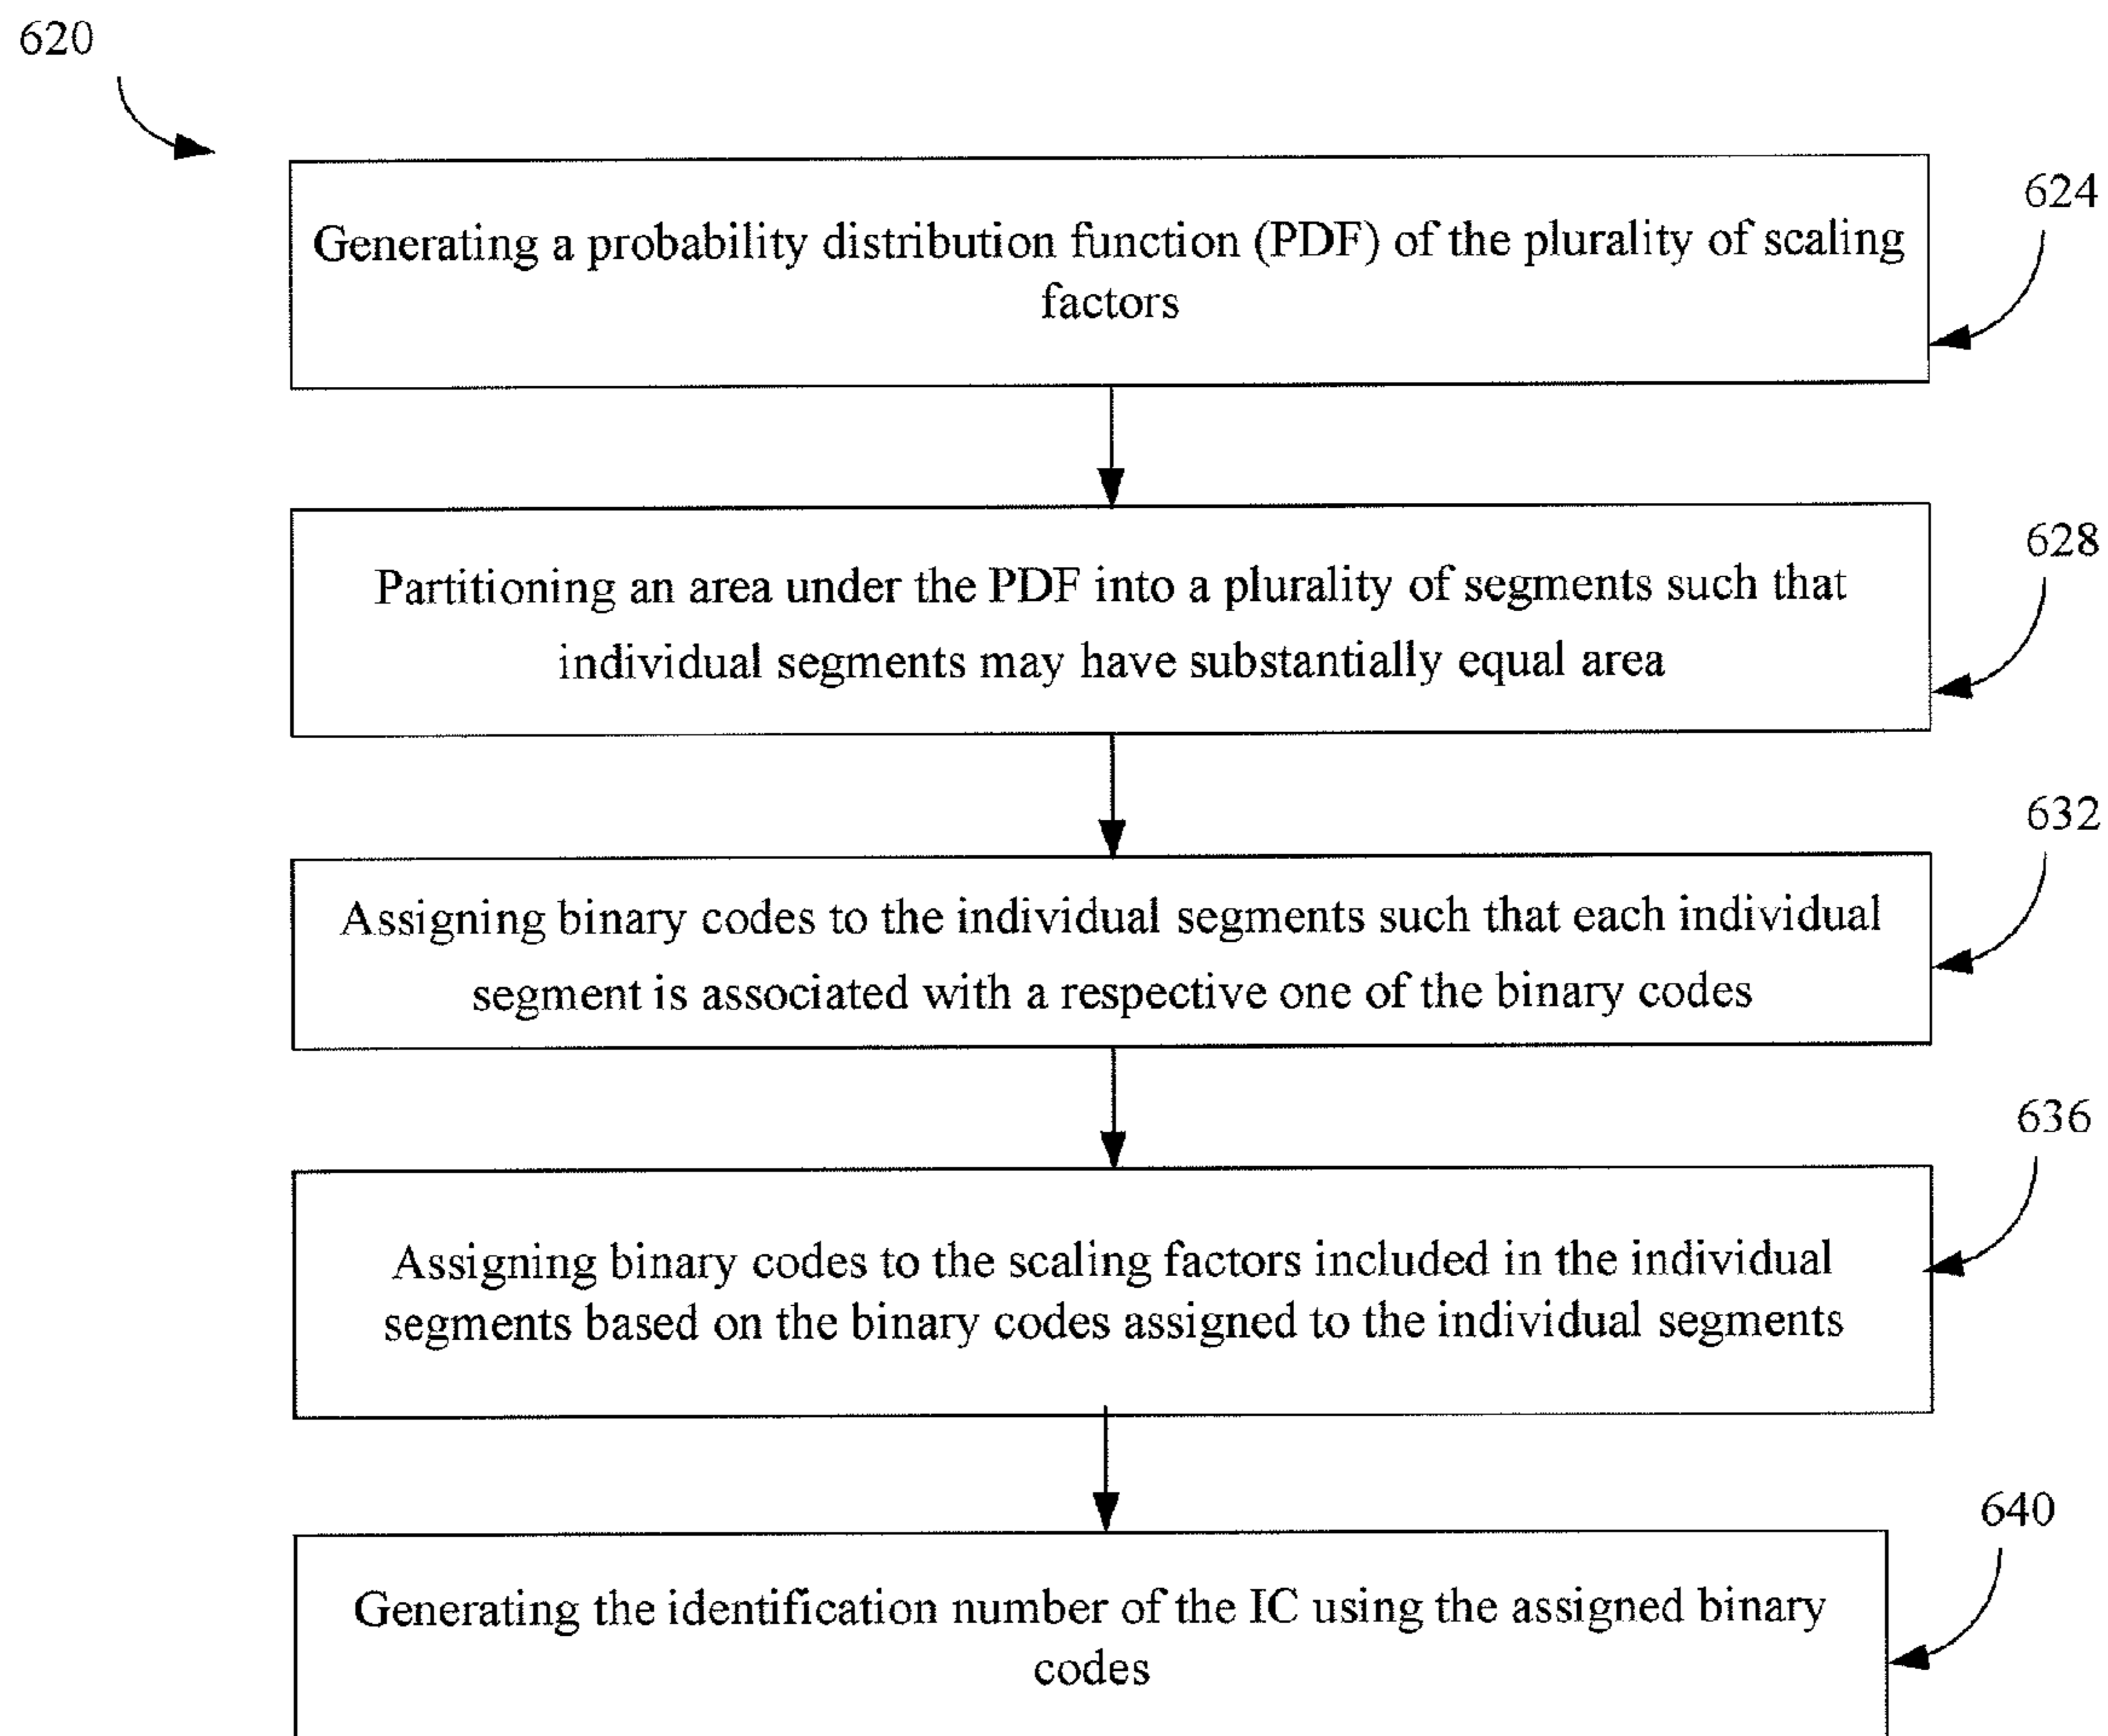 620
624
Generating a probability distribution function (PDF) of the plurality of scaling
factors
628
Partitioning an area under the PDF into a plurality of segments such that
individual segments may have substantially equal area
632
Assigning binary codes to the individual segments such that each individual
segment is associated with a respective one of the binary codes
636
Assigning binary codes to the scaling factors included in the individual
segments based on the binary codes assigned to the individual segments
640
Generating the identification number of the IC using the assigned binary
codes